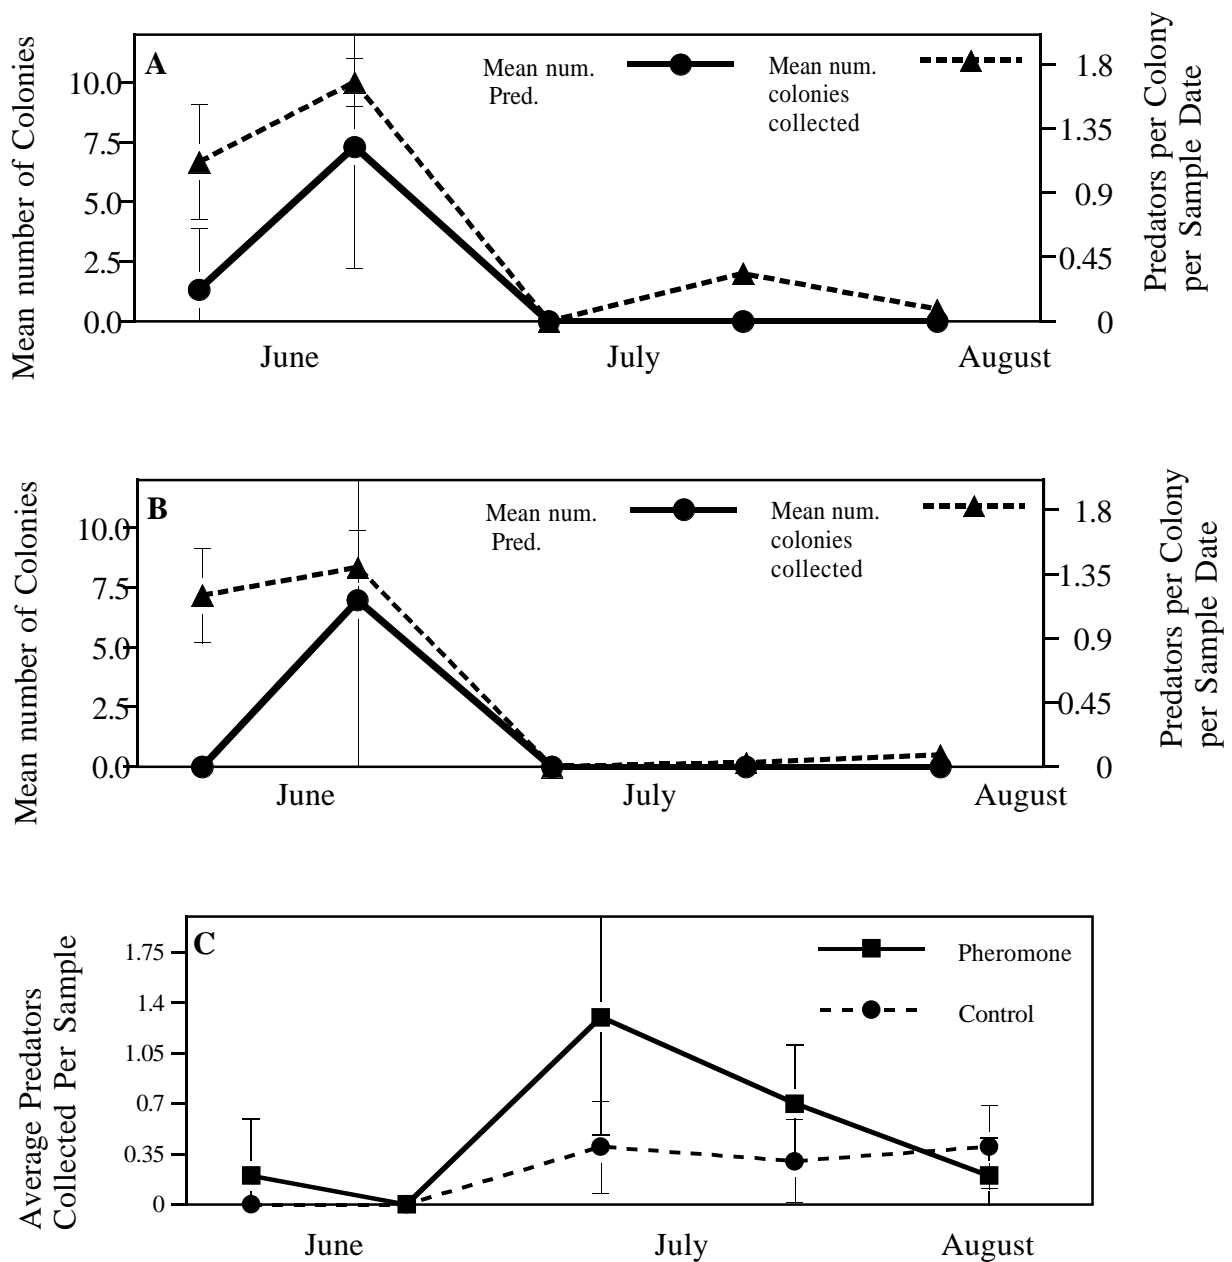 A
Mean num.
Pred.
Mean num.
colonies
collected
10.0
7.5
5.0
2.5
0.0
1.8
1.35
0.9
0.45
0
Mean number of Colonies
Predators per Colony
per Sample Date
June
July
August
B
Mean num.
Pred.
Mean num.
colonies
collected
10.0
7.5
5.0
2.5
0.0
1.8
1.35
0.9
0.45
0
Mean number of Colonies
Predators per Colony
per Sample Date
June
July
August
C
Pheromone
Control
1.75
1.4
1.05
0.7
0.35
0
Average Predators
Collected Per Sample
June
July
August